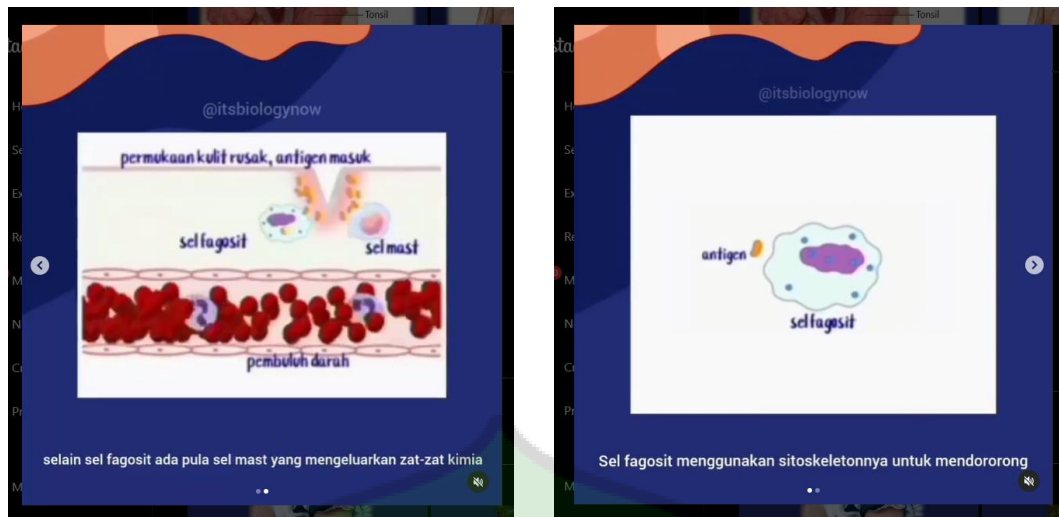 Tonsil
@itsbiologynow
permukaan kulit rusak, antigen masuk
sel fagosit
sel mast
pembuluh darah
selain sel fagosit ada pula sel mast yang mengeluarkan zat-zat kimia
Tonsil
@itsbiologynow
antigen
sel fagosit
Sel fagosit menggunakan sitoskeletonnya untuk mendororong